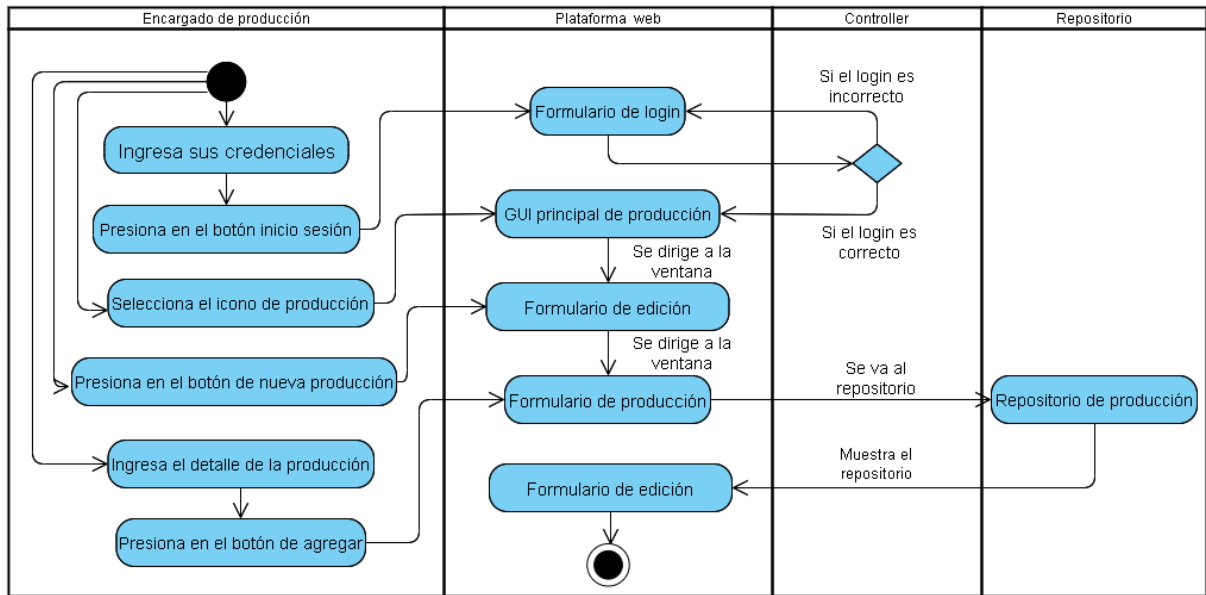 Encargado de producción
Plataforma web
Controller
Repositorio
Si el login es
incorrecto
Formulario de login
Ingresa sus credenciales
Presiona en el botón inicio sesión
GUI principal de producción
Si el login es
correcto
Se dirige a la
ventana
Selecciona el icono de producción
Formulario de edición
Se dirige a la
ventana
Presiona en el botón de nueva producción
Formulario de producción
Se va al
repositorio
Repositorio de producción
Ingresa el detalle de la producción
Muestra el
repositorio
Formulario de edición
Presiona en el botón de agregar